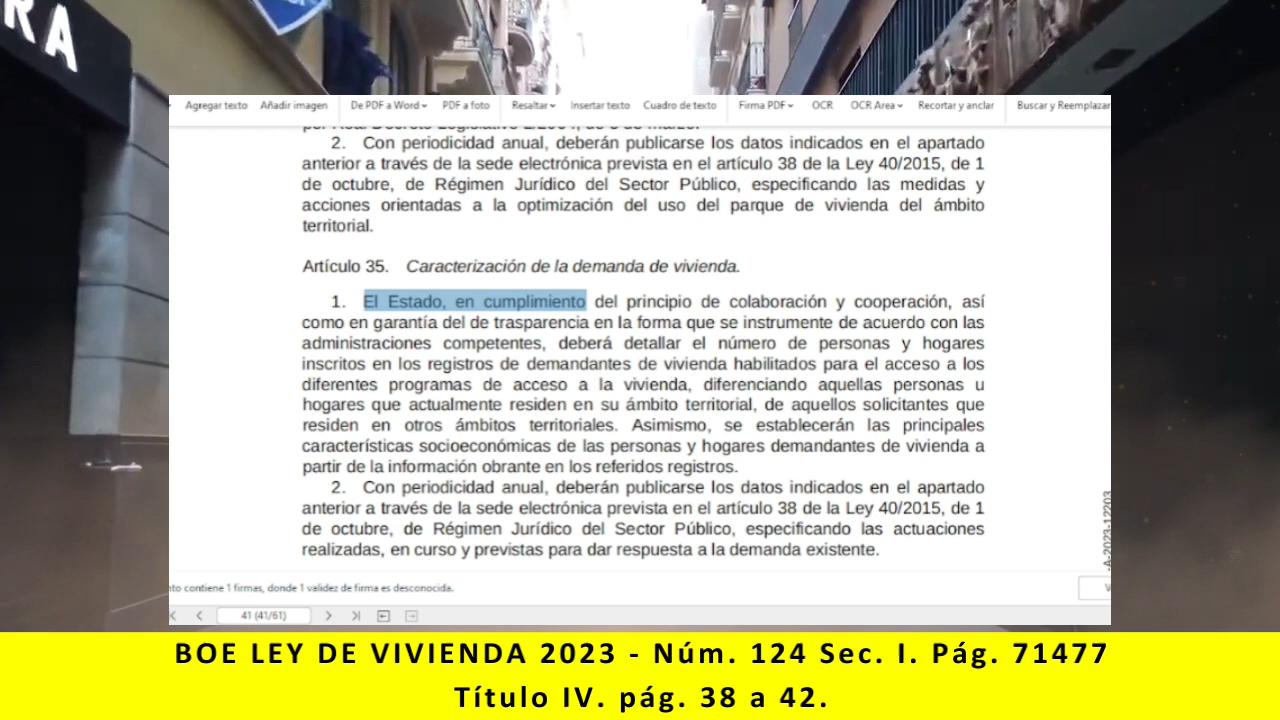 RA
Agregar texto Añadir imagen De PDF a Word PDF a foto Resaltar Insertar texto Cuadro de texto Firma PDF OCR OCR Area Recortar y anclar Buscar y Reemplazar
2. Con periodicidad anual, deberán publicarse los datos indicados en el apartado
anterior a través de la sede electrónica prevista en el artículo 38 de la Ley 40/2015, de 1
de octubre, de Régimen Jurídico del Sector Público, especificando las medidas y
acciones orientadas a la optimización del uso del parque de vivienda del ámbito
territorial.
Artículo 35. Caracterización de la demanda de vivienda.
1. El Estado, en cumplimiento del principio de colaboración y cooperación, así
como en garantía del de trasparencia en la forma que se instrumente de acuerdo con las
administraciones competentes, deberá detallar el número de personas y hogares
inscritos en los registros de demandantes de vivienda habilitados para el acceso a los
diferentes programas de acceso a la vivienda, diferenciando aquellas personas u
hogares que actualmente residen en su ámbito territorial, de aquellos solicitantes que
residen en otros ámbitos territoriales. Asimismo, se establecerán las principales
características socioeconómicas de las personas y hogares demandantes de vivienda a
partir de la información obrante en los referidos registros.
2. Con periodicidad anual, deberán publicarse los datos indicados en el apartado
anterior a través de la sede electrónica prevista en el artículo 38 de la Ley 40/2015, de 1
de octubre, de Régimen Jurídico del Sector Público, especificando las actuaciones
realizadas, en curso y previstas para dar respuesta a la demanda existente.
-A-2023-12203
nto contiene 1 firmas, donde 1 validez de firma es desconocida.
41 (41/61)
BOE LEY DE VIVIENDA 2023 - Núm. 124 Sec. I. Pág. 71477
Título IV. pág. 38 a 42.